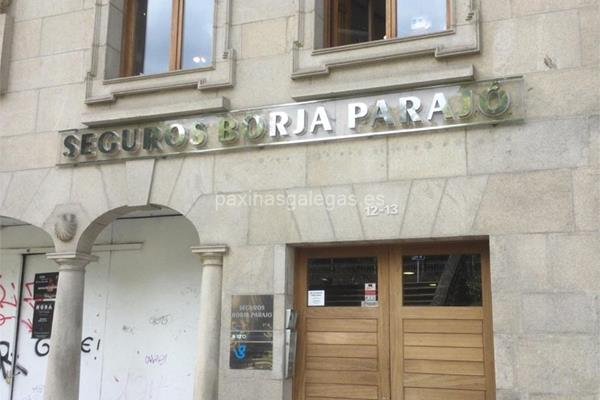 SEGUROS BORJA PARAJÓ
paxinasgalegas.es
12-13
SEGUROS
BORJA PARAJO